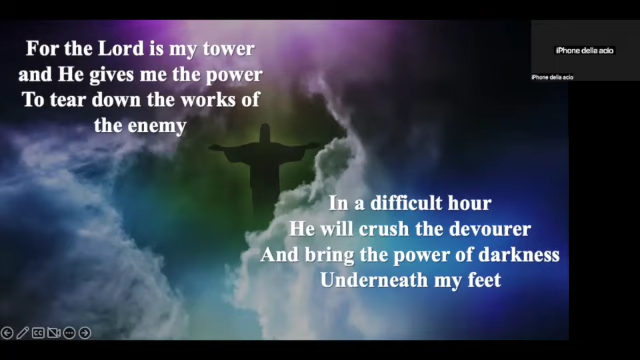 For the Lord is my tower
and He gives me the power
To tear down the works of
the enemy
In a difficult hour
He will crush the devourer
And bring the power of darkness
Underneath my feet
iPhone della acio
iPhone della acio
CC